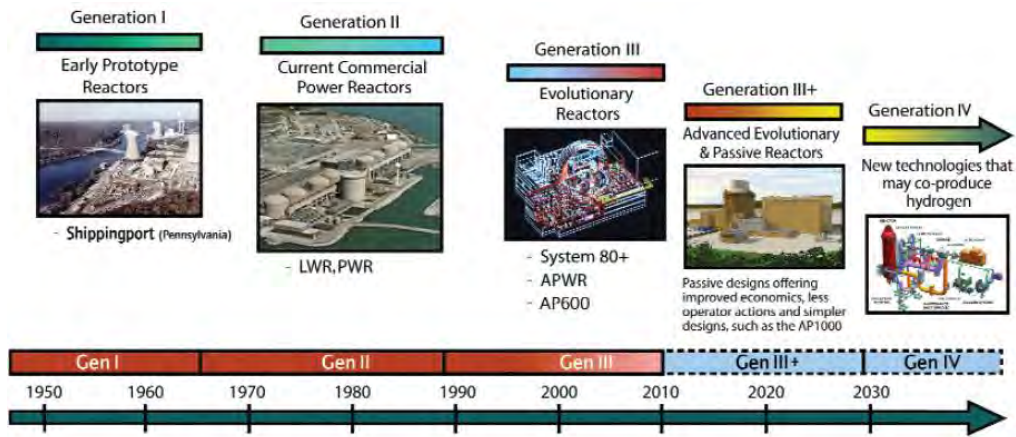 Generation I
Early Prototype
Reactors
- Shippingport (Pennsylvania)
Generation II
Current Commercial
Power Reactors
- LWR, PWR
Generation III
Evolutionary
Reactors
- System 80+
- APWR
- AP600
Generation III+
Advanced Evolutionary
& Passive Reactors
Passive designs offering
improved economics, less
operator actions and simpler
designs, such as the AP1000
Generation IV
New technologies that
may co-produce
hydrogen
Gen I Gen II Gen III Gen III+ Gen IV
1950 1960 1970 1980 1990 2000 2010 2020 2030